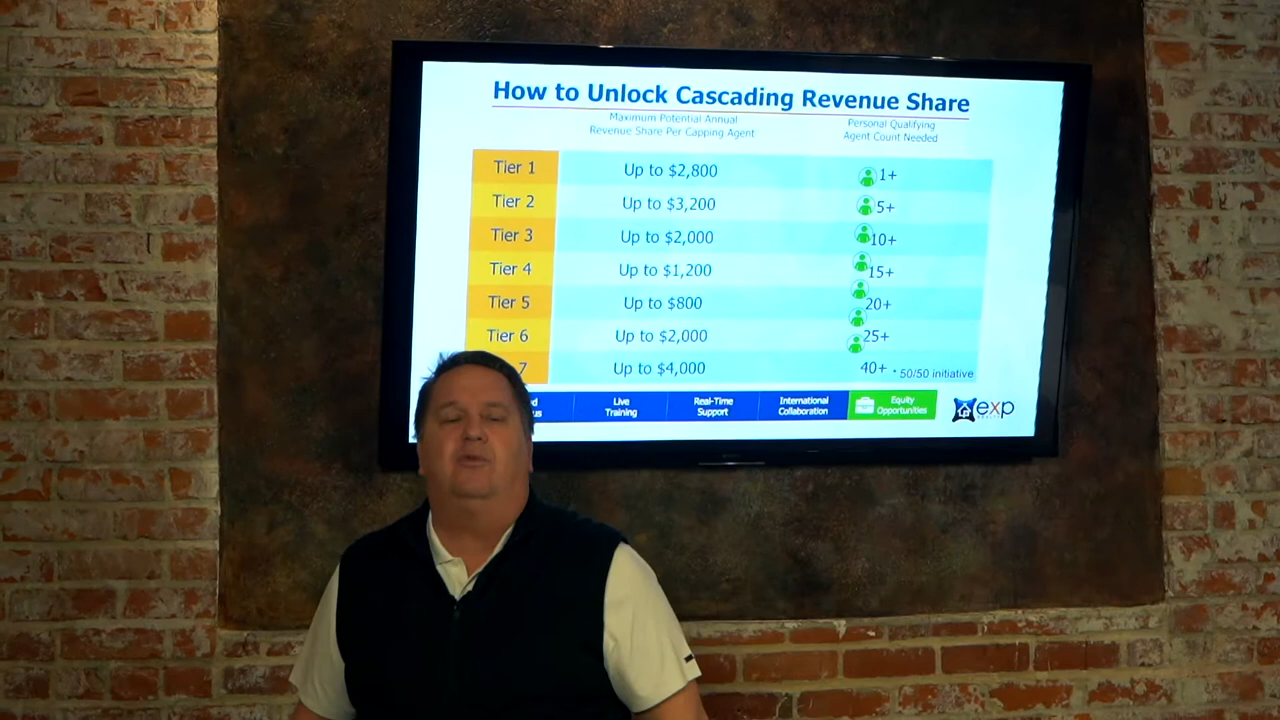 How to Unlock Cascading Revenue Share
Maximum Potential Annual
Revenue Share Per Capping Agent
Personal Qualifying
Agent Count Needed
Tier 1 Up to $2,800 1+
Tier 2 Up to $3,200 5+
Tier 3 Up to $2,000 10+
Tier 4 Up to $1,200 15+
Tier 5 Up to $800 20+
Tier 6 Up to $2,000 25+
7 Up to $4,000 40+ • 50/50 initiative
Live
Training
Real-Time
Support
International
Collaboration
Equity
Opportunities
exp